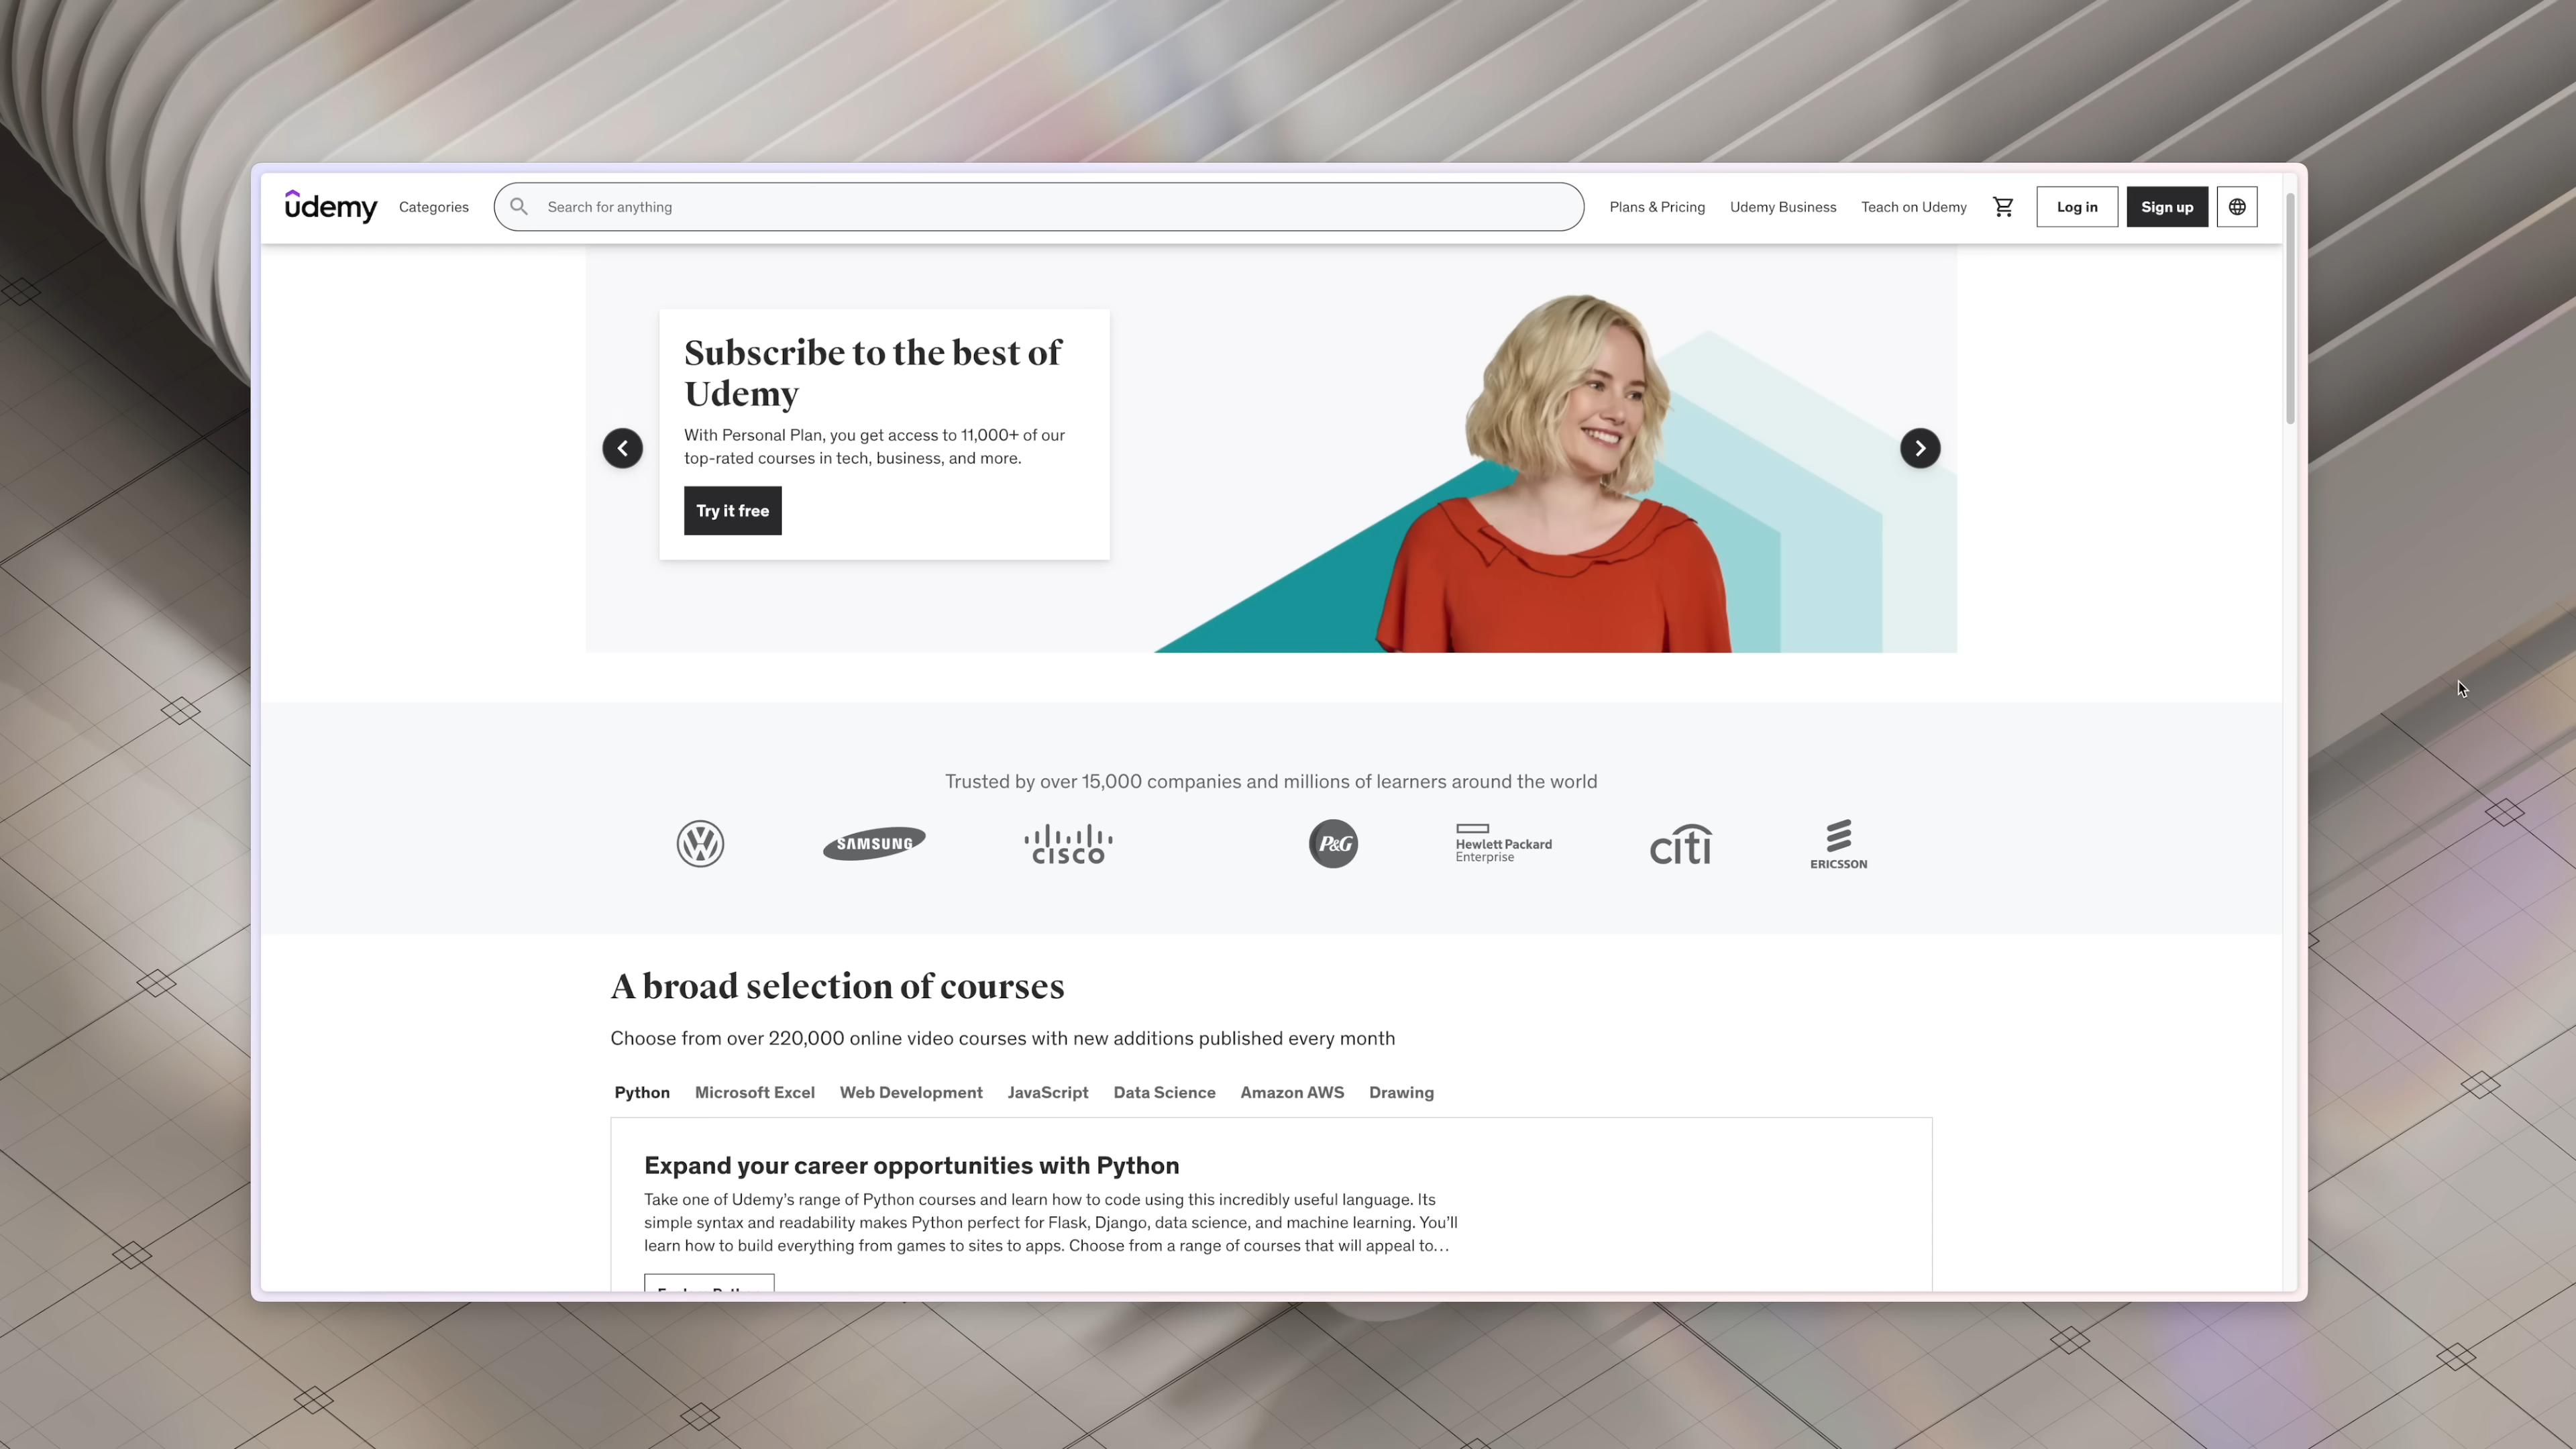 udemy
Categories
Search for anything
Plans & Pricing
Udemy Business
Teach on Udemy
Log in
Sign up
Subscribe to the best of
Udemy
With Personal Plan, you get access to 11,000+ of our
top-rated courses in tech, business, and more.
Try it free
Trusted by over 15,000 companies and millions of learners around the world
SAMSUNG
CISCO
P&G
Hewlett Packard
Enterprise
citi
ERICSSON
A broad selection of courses
Choose from over 220,000 online video courses with new additions published every month
Python
Microsoft Excel
Web Development
JavaScript
Data Science
Amazon AWS
Drawing
Expand your career opportunities with Python
Take one of Udemy’s range of Python courses and learn how to code using this incredibly useful language. Its
simple syntax and readability makes Python perfect for Flask, Django, data science, and machine learning. You’ll
learn how to build everything from games to sites to apps. Choose from a range of courses that will appeal to…